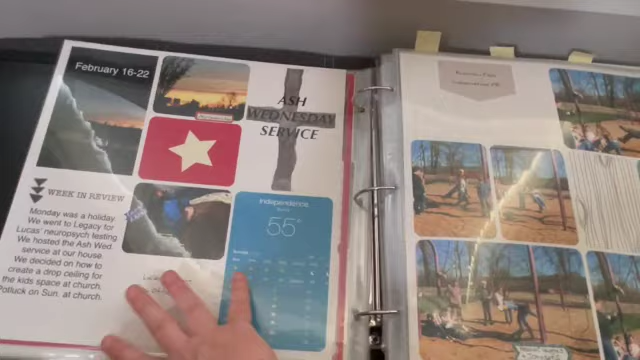 February 16-22
ASH
WEDNESDAY
SERVICE
WEEK IN REVIEW
Monday was a holiday.
We went to Legacy for
Lucas' neuropsych testing
We hosted the Ash Wed.
service at our house.
We decided on how to
create a drop ceiling for
the kids space at church.
Potluck on Sun. at church.
Independence
55°